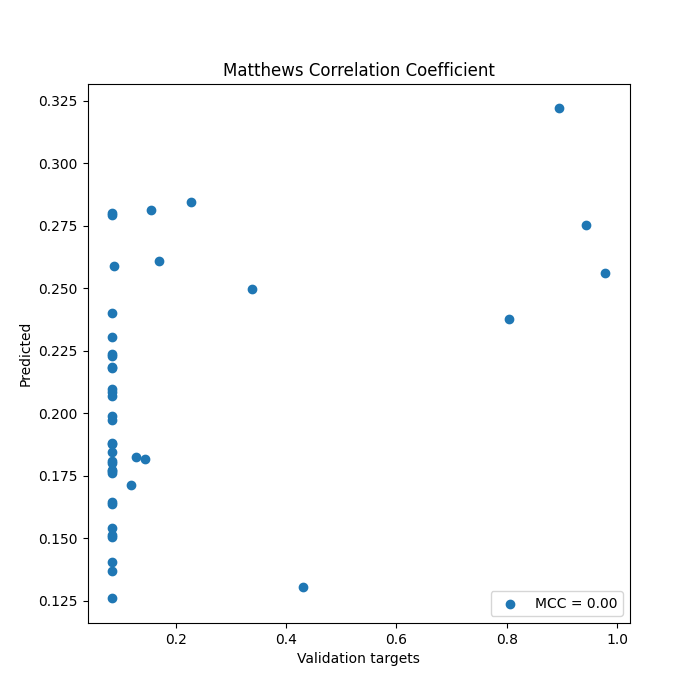 Matthews Correlation Coefficient
0.325
0.300
0.275
0.250
0.225
0.200
0.175
0.150
0.125
Predicted
MCC = 0.00
0.2 0.4 0.6 0.8 1.0
Validation targets